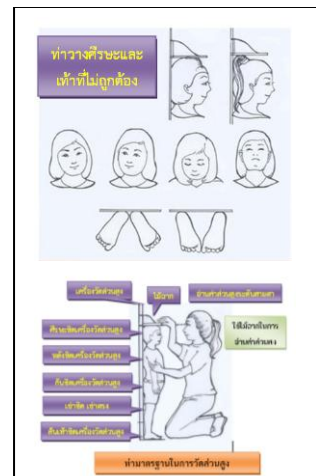 ท่าวางศีรษะและ
เท้าที่ไม่ถูกต้อง
เครื่องวัดส่วนสูง
ไม้ฉาก
อ่านค่าส่วนสูงระดับสายตา
ศีรษะชิดเครื่องวัดส่วนสูง
ใช้ไม้ฉากในการ
อ่านค่าส่วนสูง
หลังชิดเครื่องวัดส่วนสูง
ก้นชิดเครื่องวัดส่วนสูง
เข่าชิด เข่าตรง
ส้นเท้าชิดเครื่องวัดส่วนสูง
ท่ามาตรฐานในการวัดส่วนสูง